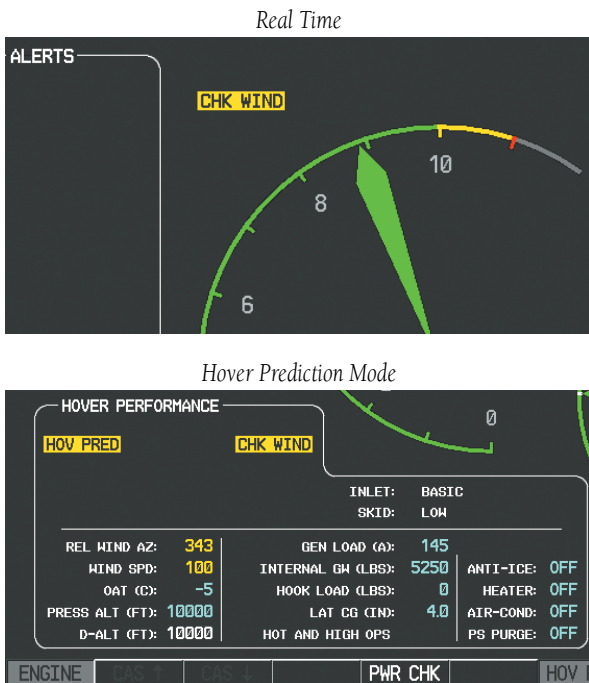 Real Time
ALERTS
CHK WIND
10
8
6
Hover Prediction Mode
HOVER PERFORMANCE
0
HOV PRED CHK WIND
INLET: BASIC
SKID: LOW
REL WIND AZ: 343 GEN LOAD (A): 145
WIND SPD: 100 INTERNAL GW (LBS): 5250 ANTI-ICE: OFF
OAT (C): -5 HOOK LOAD (LBS): 0 HEATER: OFF
PRESS ALT (FT): 10000 LAT CG (IN): 4.0 AIR-COND: OFF
D-ALT (FT): 10000 HOT AND HIGH OPS PS PURGE: OFF
ENGINE CAS ↑ CAS ↓ PWR CHK HOV